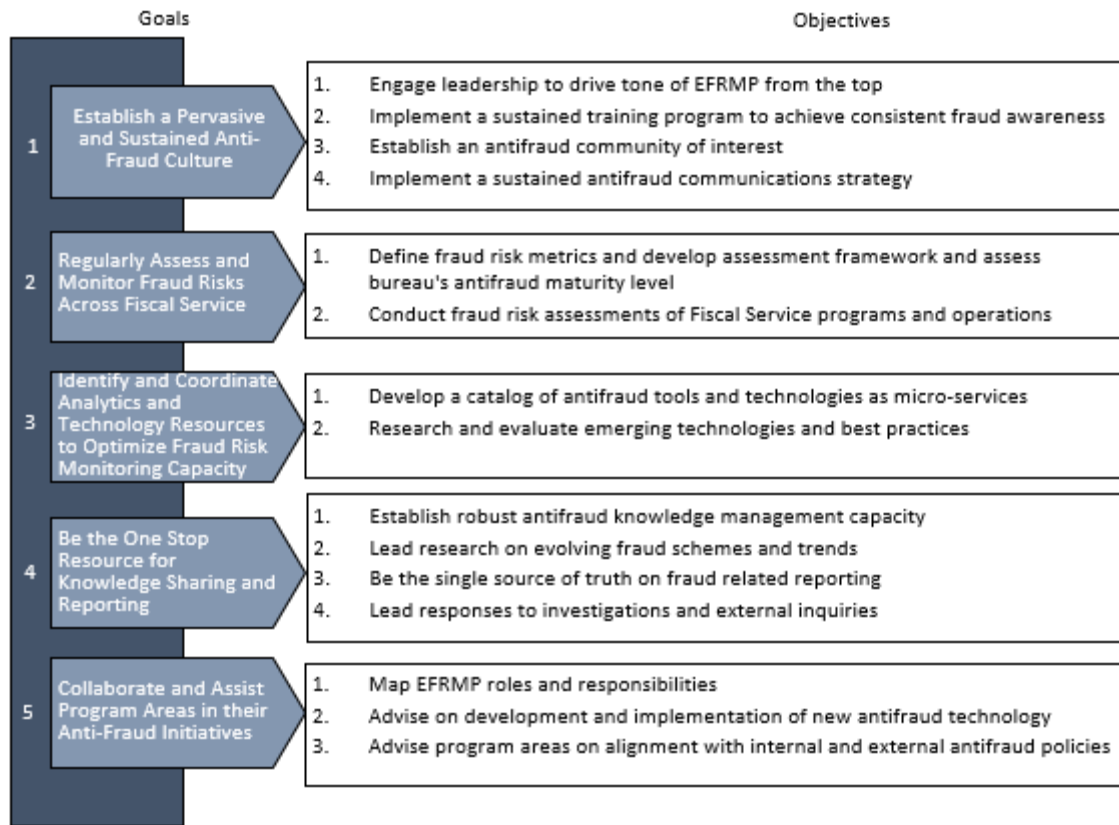 Goals
Objectives
1
Establish a Pervasive
and Sustained Anti-
Fraud Culture
1. Engage leadership to drive tone of EFRMP from the top
2. Implement a sustained training program to achieve consistent fraud awareness
3. Establish an antifraud community of interest
4. Implement a sustained antifraud communications strategy
2
Regularly Assess and
Monitor Fraud Risks
Across Fiscal Service
1. Define fraud risk metrics and develop assessment framework and assess
bureau's antifraud maturity level
2. Conduct fraud risk assessments of Fiscal Service programs and operations
3
Identify and Coordinate
Analytics and
Technology Resources
to Optimize Fraud Risk
Monitoring Capacity
1. Develop a catalog of antifraud tools and technologies as micro-services
2. Research and evaluate emerging technologies and best practices
4
Be the One Stop
Resource for
Knowledge Sharing and
Reporting
1. Establish robust antifraud knowledge management capacity
2. Lead research on evolving fraud schemes and trends
3. Be the single source of truth on fraud related reporting
4. Lead responses to investigations and external inquiries
5
Collaborate and Assist
Program Areas in their
Anti-Fraud Initiatives
1. Map EFRMP roles and responsibilities
2. Advise on development and implementation of new antifraud technology
3. Advise program areas on alignment with internal and external antifraud policies